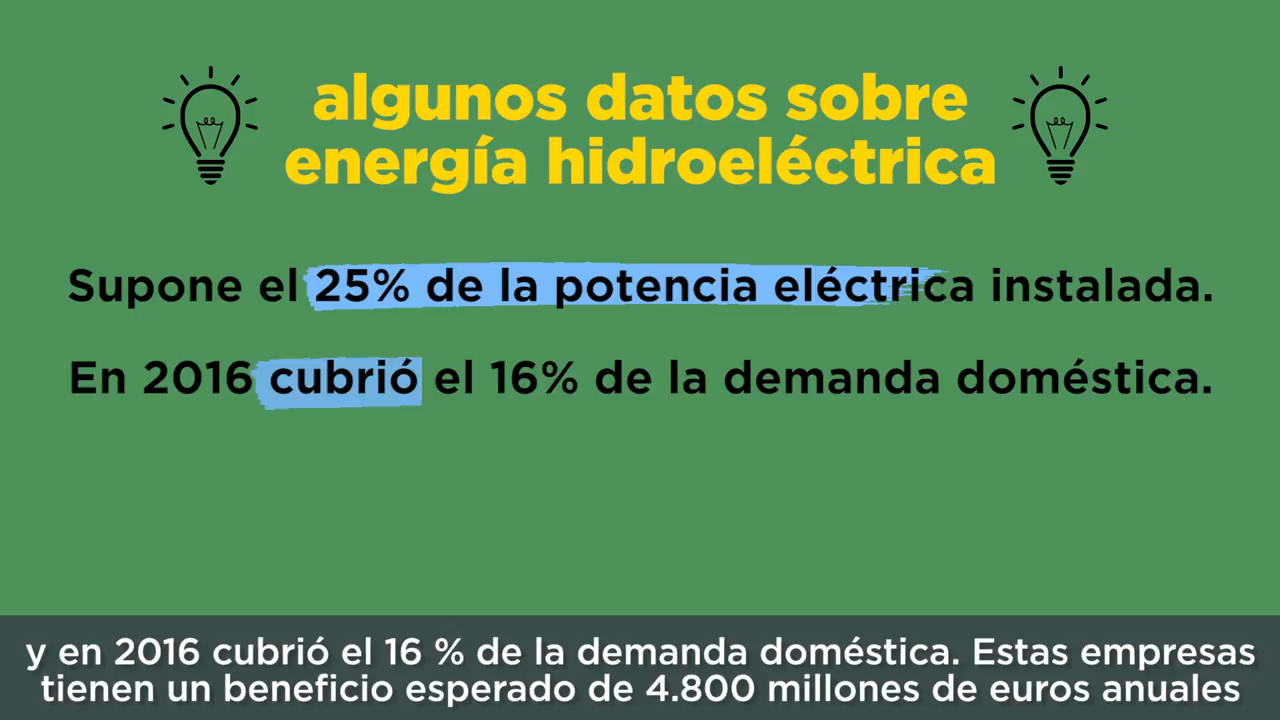 algunos datos sobre
energía hidroeléctrica
Supone el 25% de la potencia eléctrica instalada.
En 2016 cubrió el 16% de la demanda doméstica.
y en 2016 cubrió el 16 % de la demanda doméstica. Estas empresas
tienen un beneficio esperado de 4.800 millones de euros anuales